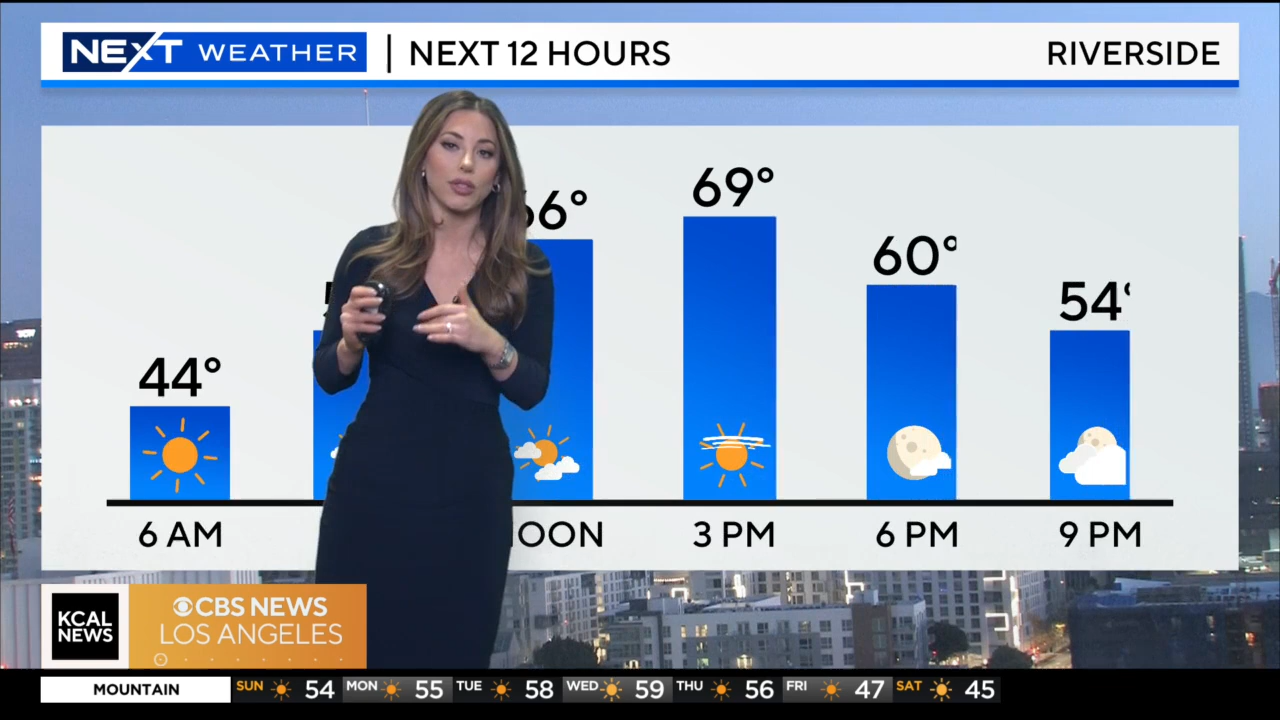 NEXT WEATHER | NEXT 12 HOURS
RIVERSIDE
44°
69°
60°
54°
6 AM
3 PM
6 PM
9 PM
KCAL
NEWS
CBS NEWS
LOS ANGELES
MOUNTAIN
SUN 54 MON 55 TUE 58 WED 59 THU 56 FRI 47 SAT 45